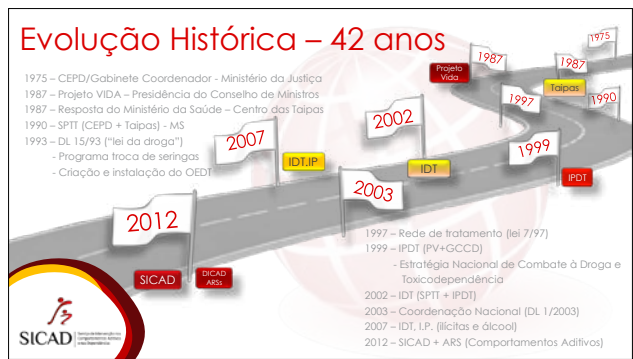 Evolução Histórica – 42 anos
1975 – CEPD/Gabinete Coordenador - Ministério da Justiça
1987 – Projeto VIDA – Presidência do Conselho de Ministros
1987 – Resposta do Ministério da Saúde – Centro das Taipas
1990 – SPTT (CEPD + Taipas) - MS
1993 – DL 15/93 ("lei da droga")
- Programa troca de seringas
- Criação e instalação do OEDT
1975
1987
Projeto
Vida
1987
Taipas
1997
1990
2002
IDT
1999
IPDT
2007
IDT,IP
2003
2012
SICAD
DICAD
ARSs
1997 – Rede de tratamento (lei 7/97)
1999 – IPDT (PV+GCCD)
- Estratégia Nacional de Combate à Droga e
Toxicodependência
2002 – IDT (SPTT + IPDT)
2003 – Coordenação Nacional (DL 1/2003)
2007 – IDT, I.P. (ilícitas e álcool)
2012 – SICAD + ARS (Comportamentos Aditivos)
SICAD